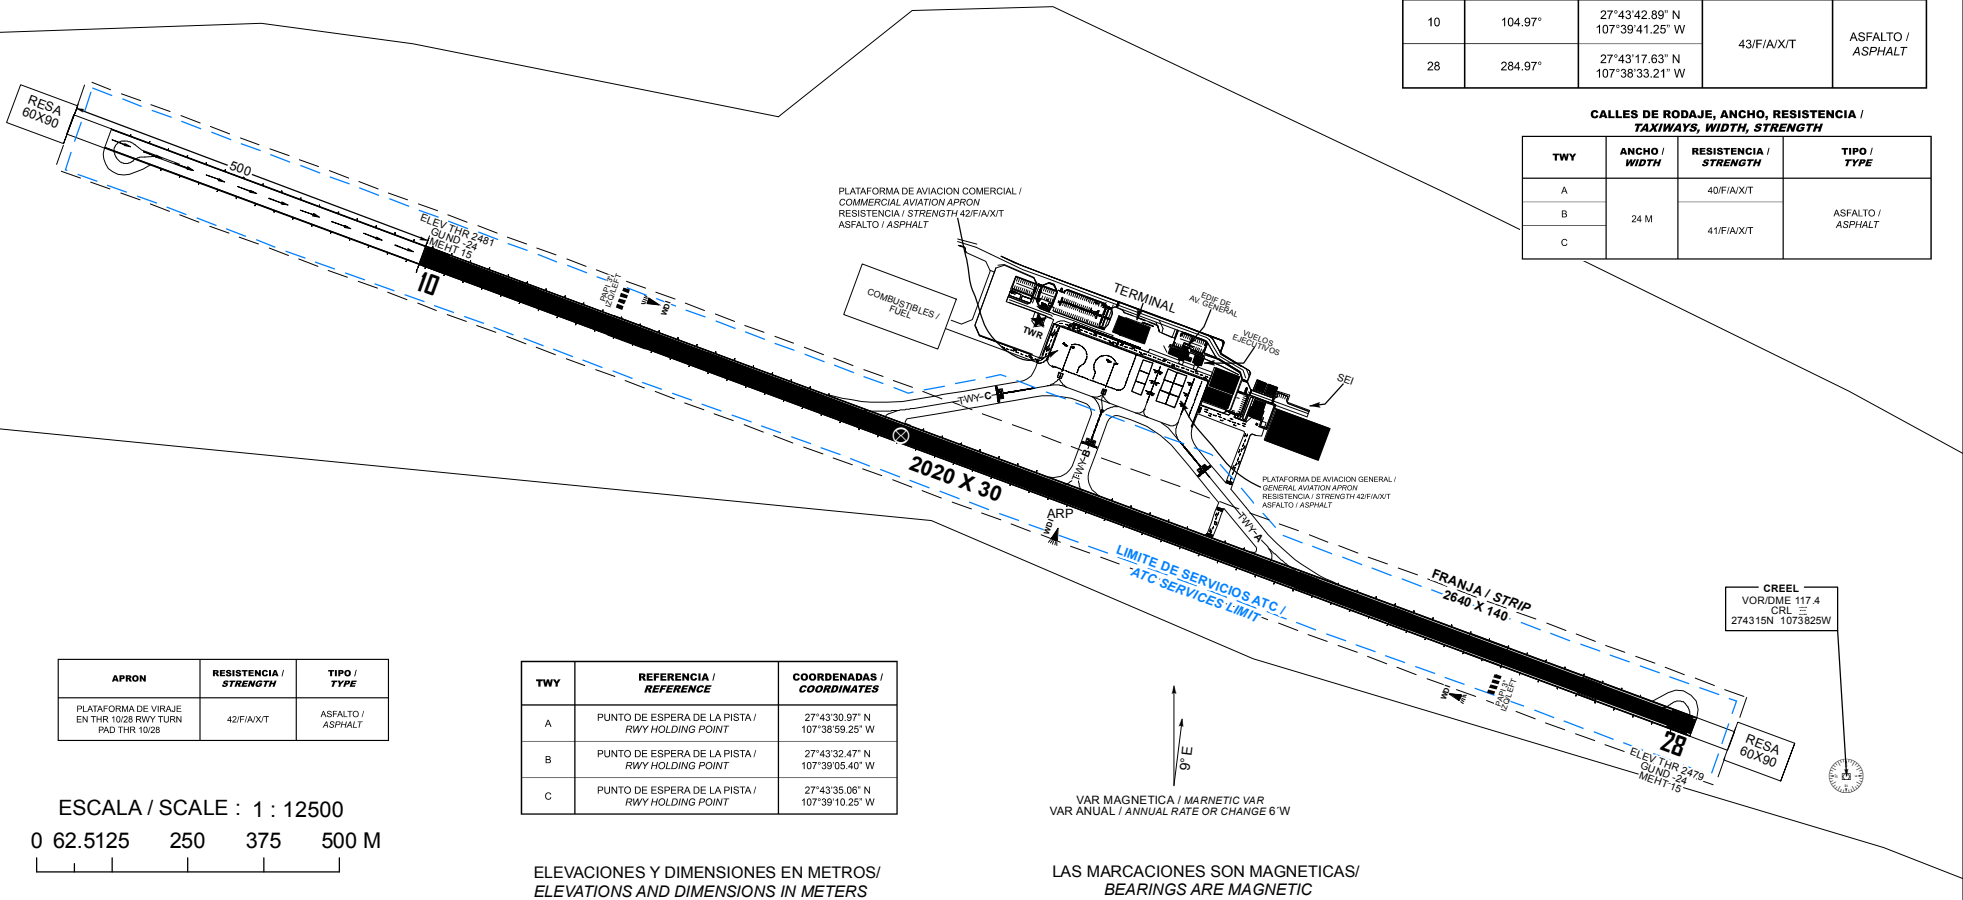 10
104.97°
27°43'42.89" N
107°39'41.25" W
43/F/A/X/T
ASFALTO /
ASPHALT
28
284.97°
27°43'17.63" N
107°38'33.21" W
CALLES DE RODAJE, ANCHO, RESISTENCIA /
TAXIWAYS, WIDTH, STRENGTH
TWY
ANCHO /
WIDTH
RESISTENCIA /
STRENGTH
TIPO /
TYPE
A
40/F/A/X/T
B
24 M
41/F/A/X/T
ASFALTO /
ASPHALT
C
RESA
60X90
500
ELEV THR 2481
GUND -24
MEHT 15
10
PAPI 3°
IZQ/LEFT
WDI
PLATAFORMA DE AVIACION COMERCIAL /
COMMERCIAL AVIATION APRON
RESISTENCIA / STRENGTH 42/F/A/X/T
ASFALTO / ASPHALT
COMBUSTIBLES /
FUEL
TWR
TERMINAL
EDIF DE
AV. GENERAL
VUELOS
EJECUTIVOS
SEI
TWY-C
TWY-B
TWY-A
2020 X 30
ARP
WDI
PLATAFORMA DE AVIACION GENERAL /
GENERAL AVIATION APRON
RESISTENCIA / STRENGTH 42/F/A/X/T
ASFALTO / ASPHALT
LIMITE DE SERVICIOS ATC /
ATC SERVICES LIMIT
FRANJA / STRIP
2640 X 140
CREEL
VOR/DME 117.4
CRL
274315N 1073825W
WDI
PAPI 3°
IZQ/LEFT
28
ELEV THR 2479
GUND -24
MEHT 15
RESA
60X90
APRON
RESISTENCIA /
STRENGTH
TIPO /
TYPE
PLATAFORMA DE VIRAJE
EN THR 10/28 RWY TURN
PAD THR 10/28
42/F/A/X/T
ASFALTO /
ASPHALT
TWY
REFERENCIA /
REFERENCE
COORDENADAS /
COORDINATES
A
PUNTO DE ESPERA DE LA PISTA /
RWY HOLDING POINT
27°43'30.97" N
107°38'59.25" W
B
PUNTO DE ESPERA DE LA PISTA /
RWY HOLDING POINT
27°43'32.47" N
107°39'05.40" W
C
PUNTO DE ESPERA DE LA PISTA /
RWY HOLDING POINT
27°43'35.06" N
107°39'10.25" W
9° E
VAR MAGNETICA / MARNETIC VAR
VAR ANUAL / ANNUAL RATE OR CHANGE 6´W
ESCALA / SCALE : 1 : 12500
0 62.5125 250 375 500 M
ELEVACIONES Y DIMENSIONES EN METROS/
ELEVATIONS AND DIMENSIONS IN METERS
LAS MARCACIONES SON MAGNETICAS/
BEARINGS ARE MAGNETIC